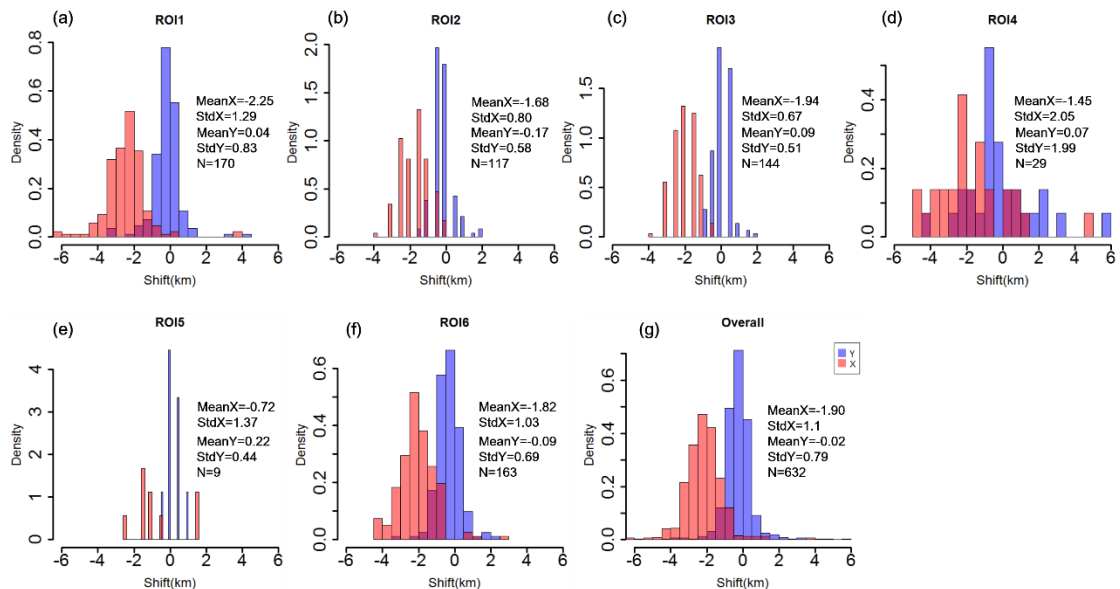 (a)
ROI1
0.8
0.6
0.4
0.2
0.0
Density
MeanX=-2.25
StdX=1.29
MeanY=0.04
StdY=0.83
N=170
-6 -4 -2 0 2 4 6
Shift(km)
(b)
ROI2
2.0
1.5
1.0
0.5
0.0
Density
MeanX=-1.68
StdX=0.80
MeanY=-0.17
StdY=0.58
N=117
-6 -4 -2 0 2 4 6
Shift(km)
(c)
ROI3
1.5
1.0
0.5
0.0
Density
MeanX=-1.94
StdX=0.67
MeanY=0.09
StdY=0.51
N=144
-6 -4 -2 0 2 4 6
Shift(km)
(d)
ROI4
0.4
0.2
0.0
Density
MeanX=-1.45
StdX=2.05
MeanY=0.07
StdY=1.99
N=29
-6 -4 -2 0 2 4 6
Shift(km)
(e)
ROI5
4
3
2
1
0
Density
MeanX=-0.72
StdX=1.37
MeanY=0.22
StdY=0.44
N=9
-6 -4 -2 0 2 4 6
Shift(km)
(f)
ROI6
0.6
0.4
0.2
0.0
Density
MeanX=-1.82
StdX=1.03
MeanY=-0.09
StdY=0.69
N=163
-6 -4 -2 0 2 4 6
Shift(km)
(g)
Overall
Y
X
0.6
0.4
0.2
0.0
Density
MeanX=-1.90
StdX=1.1
MeanY=-0.02
StdY=0.79
N=632
-6 -4 -2 0 2 4 6
Shift(km)